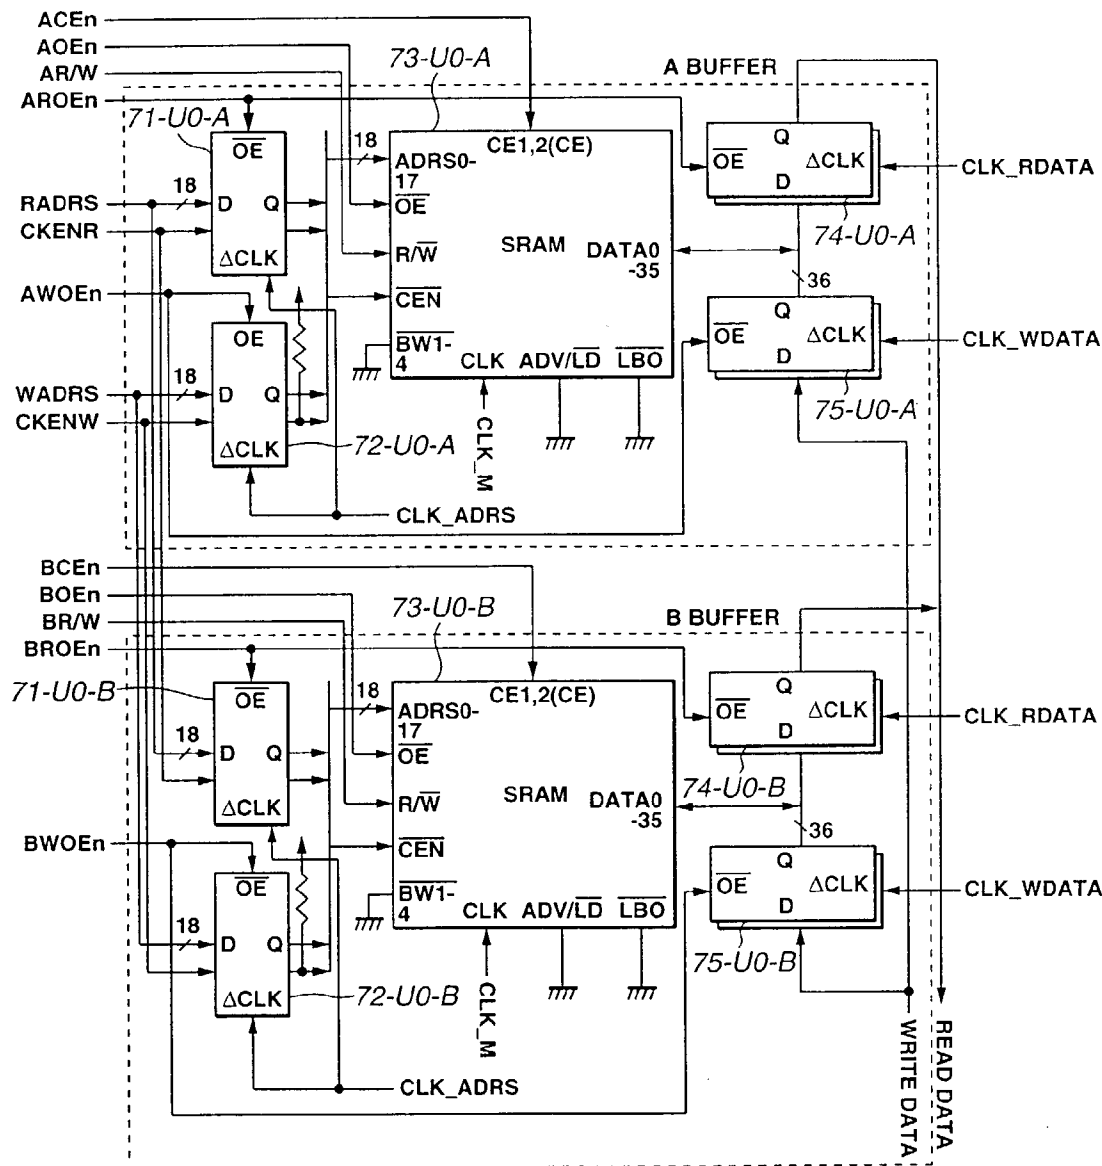 ACEn
AOEn
AR/W
AROEn
73-U0-A
A BUFFER
71-U0-A
OE
18
ADRS0-
17
CE1,2(CE)
OE
Q
ΔCLK
D
CLK_RDATA
RADRS
18
D
Q
CKENR
ΔCLK
OE
R/W
SRAM
DATA0
-35
74-U0-A
36
AWOEn
OE
CEN
BW1-
4
CLK
ADV/LD
LBO
OE
Q
ΔCLK
D
CLK_WDATA
WADRS
18
D
Q
CKENW
ΔCLK
72-U0-A
75-U0-A
CLK_M
CLK_ADRS
BCEn
BOEn
BR/W
BROEn
73-U0-B
B BUFFER
71-U0-B
OE
18
ADRS0-
17
CE1,2(CE)
OE
Q
ΔCLK
D
CLK_RDATA
18
D
Q
ΔCLK
OE
R/W
SRAM
DATA0
-35
74-U0-B
36
BWOEn
OE
CEN
BW1-
4
CLK
ADV/LD
LBO
OE
Q
ΔCLK
D
CLK_WDATA
18
D
Q
ΔCLK
72-U0-B
75-U0-B
CLK_M
CLK_ADRS
WRITE DATA
READ DATA